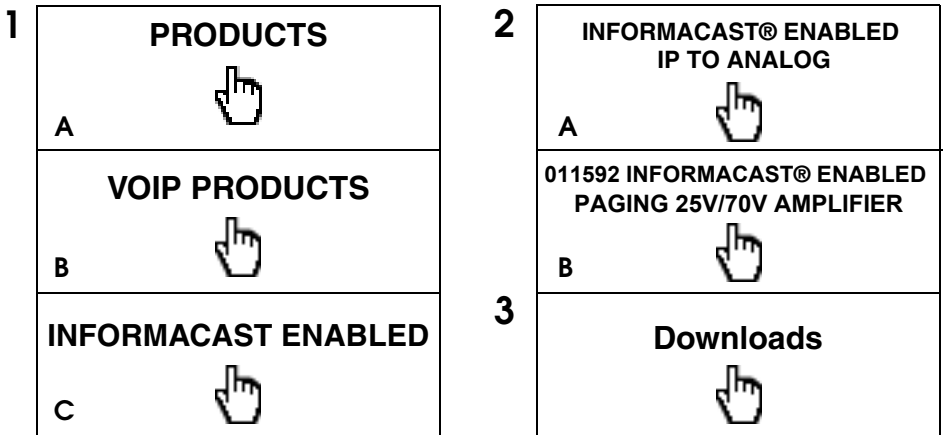 1
PRODUCTS
A
VOIP PRODUCTS
B
INFORMACAST ENABLED
C
2
INFORMACAST® ENABLED
IP TO ANALOG
A
011592 INFORMACAST® ENABLED
PAGING 25V/70V AMPLIFIER
B
3
Downloads